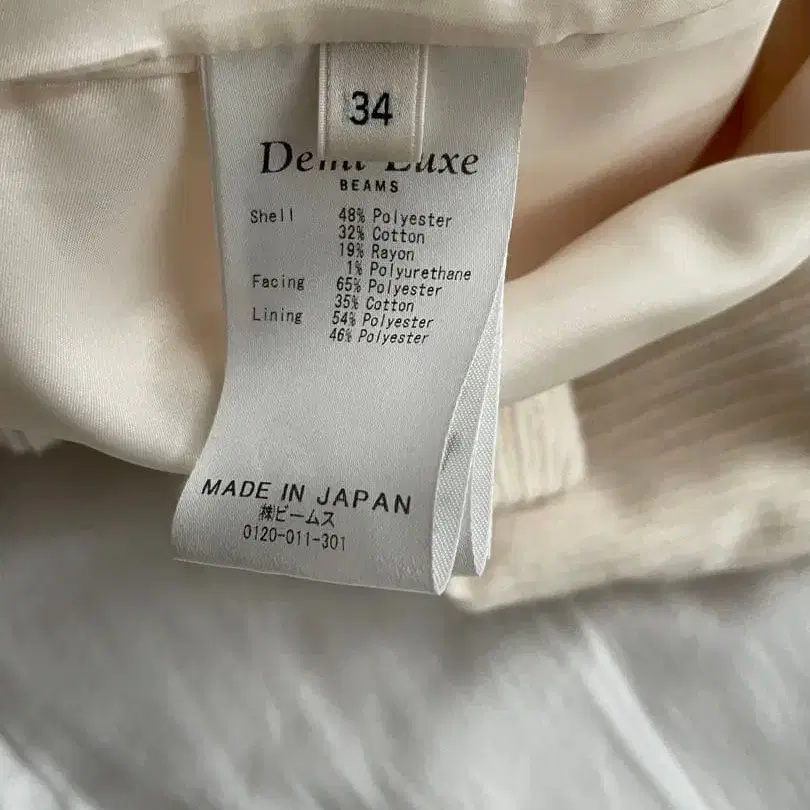 34
Demi-Luxe
BEAMS
Shell 48% Polyester
32% Cotton
19% Rayon
1% Polyurethane
Facing 65% Polyester
35% Cotton
Lining 54% Polyester
46% Polyester
MADE IN JAPAN
㈱ビームス
0120-011-301